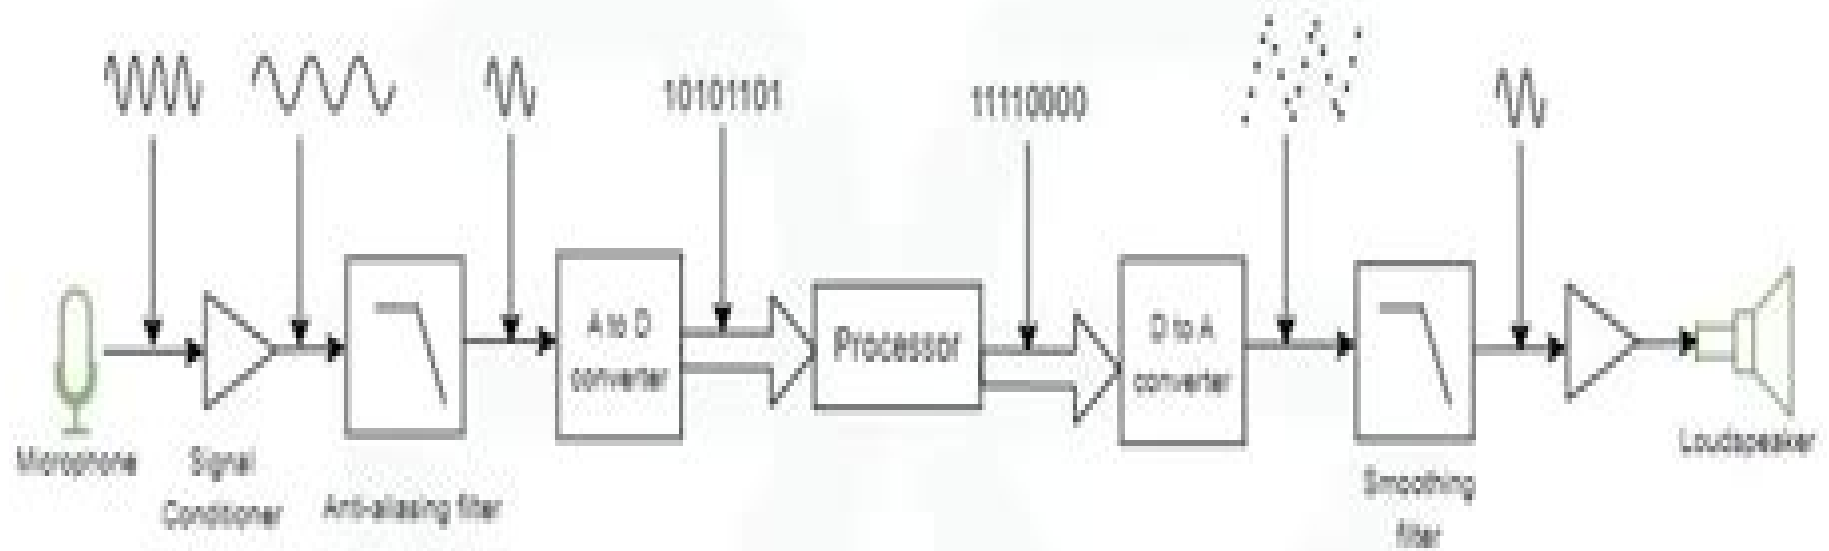 10101101
11110000
A to D
converter
Processor
D to A
converter
Microphone
Signal
Conditioner
Anti-aliasing filter
Smoothing
filter
Loudspeaker